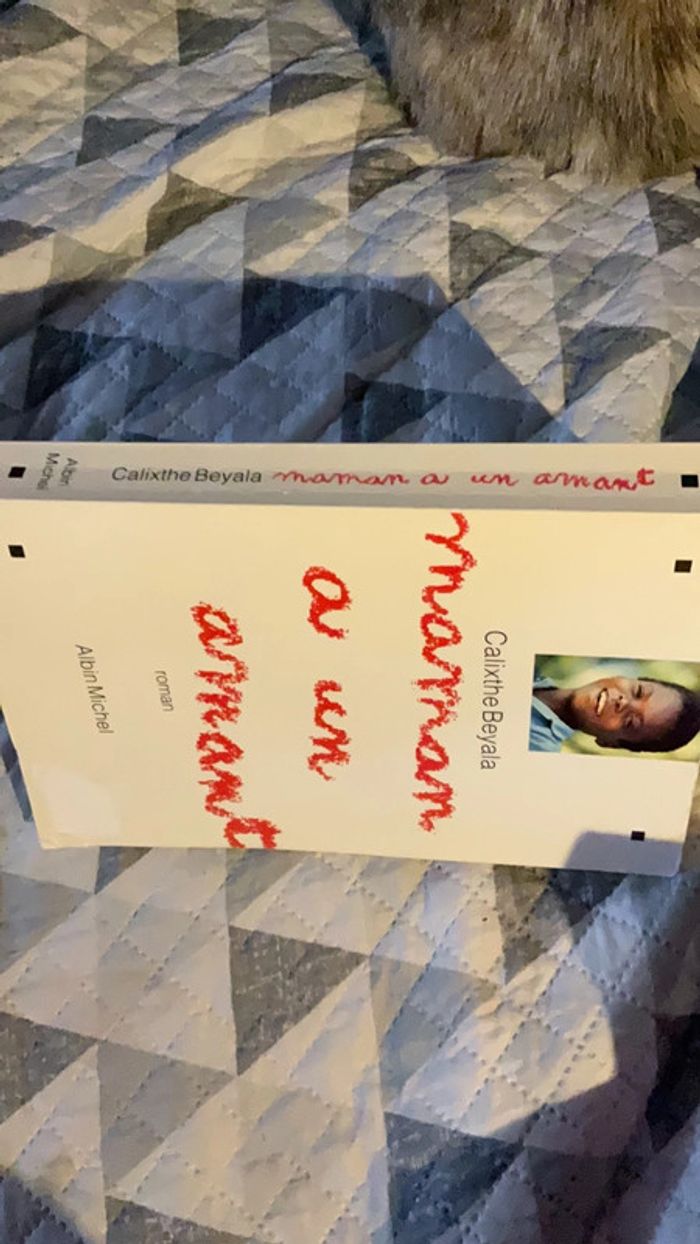 Albin
Michel
Calixthe Beyala maman a un amant
Calixthe Beyala
maman
a un
amant
roman
Albin Michel